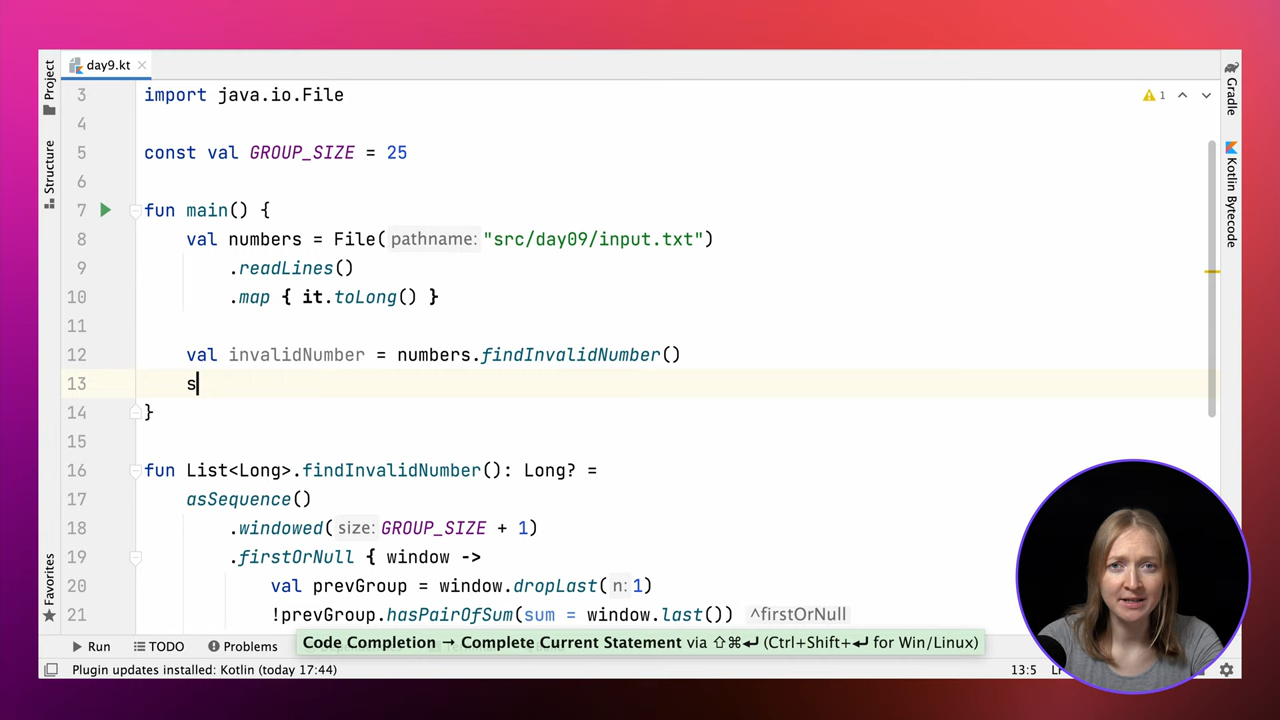 day9.kt
Project
Structure
Favorites
Gradle
Kotlin Bytecode
1
3 import java.io.File
4
5 const val GROUP_SIZE = 25
6
7 fun main() {
8 val numbers = File( pathname: "src/day09/input.txt")
9 .readLines()
10 .map { it.toLong() }
11
12 val invalidNumber = numbers.findInvalidNumber()
13 s
14 }
15
16 fun List<Long>.findInvalidNumber(): Long? =
17 asSequence()
18 .windowed( size: GROUP_SIZE + 1)
19 .firstOrNull { window ->
20 val prevGroup = window.dropLast( n: 1)
21 !prevGroup.hasPairOfSum(sum = window.last()) ^firstOrNull
Code Completion → Complete Current Statement via ⇧⌘↵ (Ctrl+Shift+↵ for Win/Linux)
Run TODO Problems
Plugin updates installed: Kotlin (today 17:44) 13:5